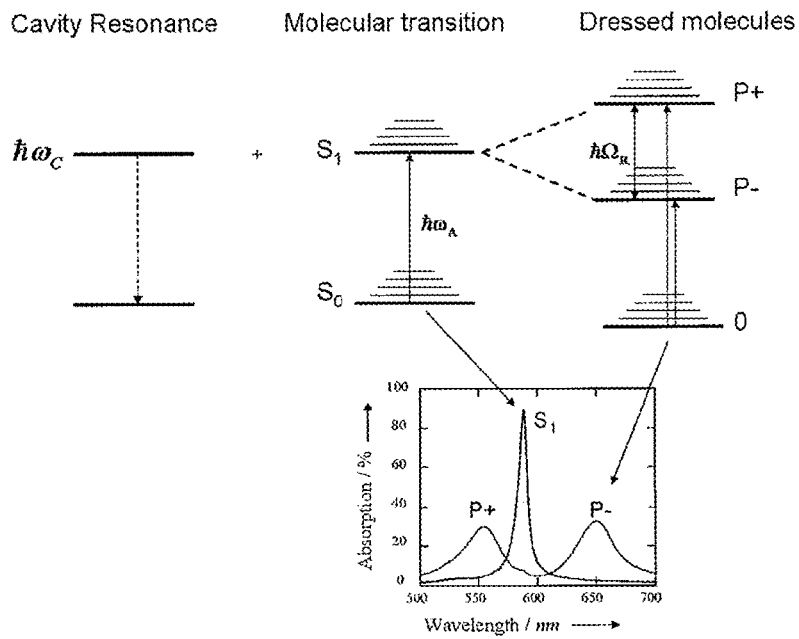 Cavity Resonance
Molecular transition
Dressed molecules
P+
ħω_C
+
S₁
ħΩ_R
P-
ħω_A
S₀
0
100
80
60
40
20
0
Absorption / %
S₁
P+
P-
500
550
600
650
700
Wavelength / nm